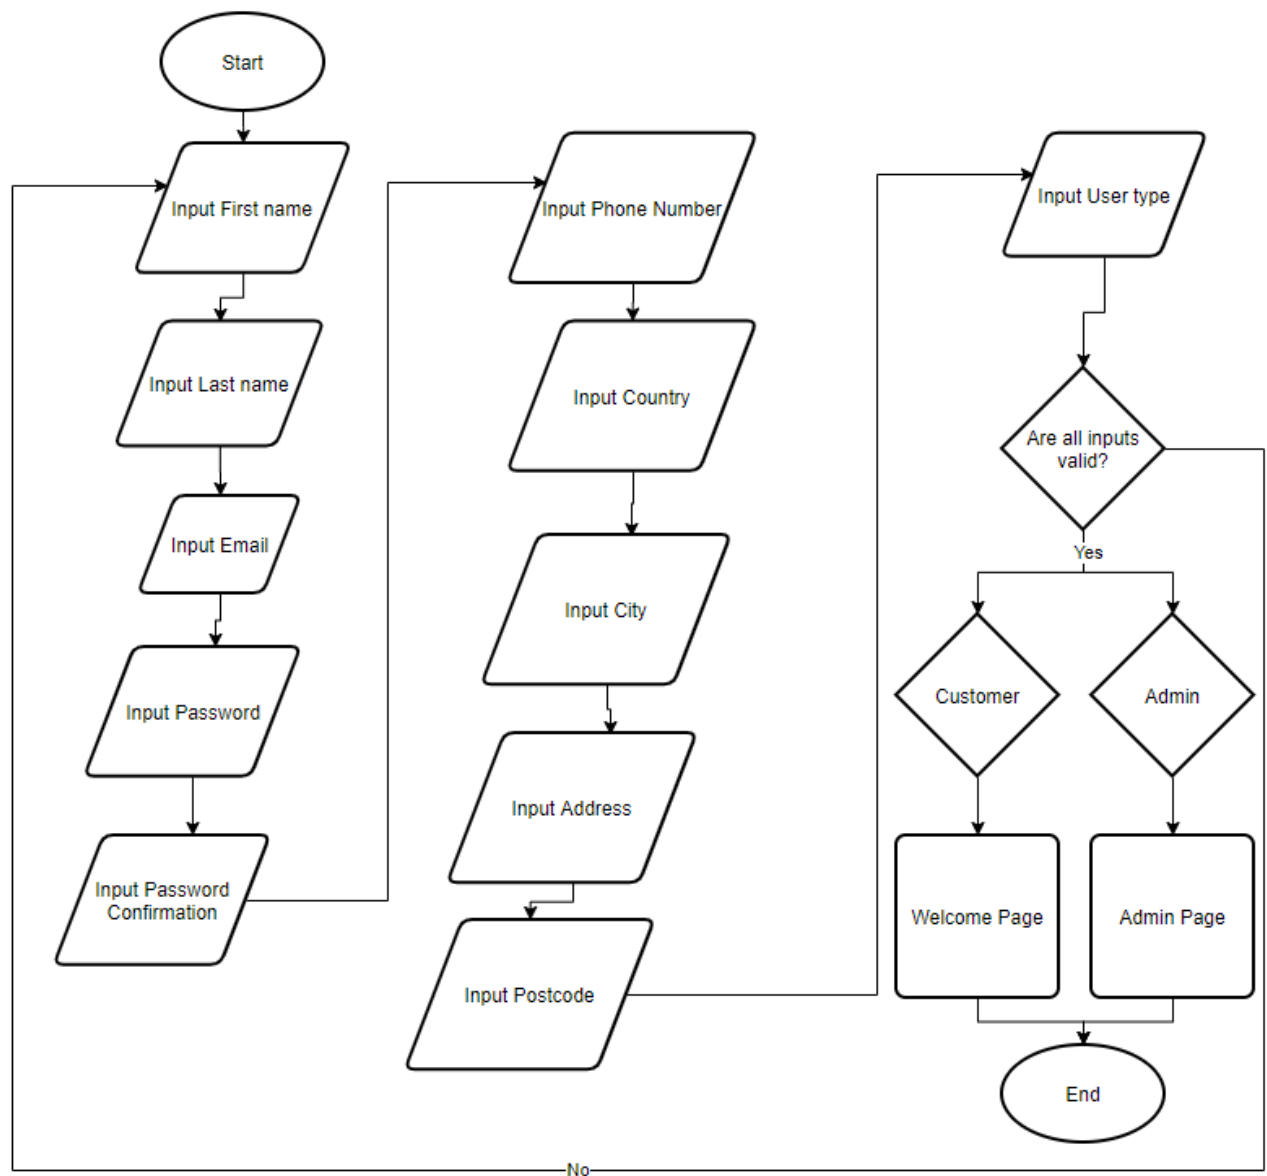 Start
Input First name
Input Last name
Input Email
Input Password
Input Password
Confirmation
Input Phone Number
Input Country
Input City
Input Address
Input Postcode
Input User type
Are all inputs
valid?
Yes
Customer
Admin
Welcome Page
Admin Page
End
No